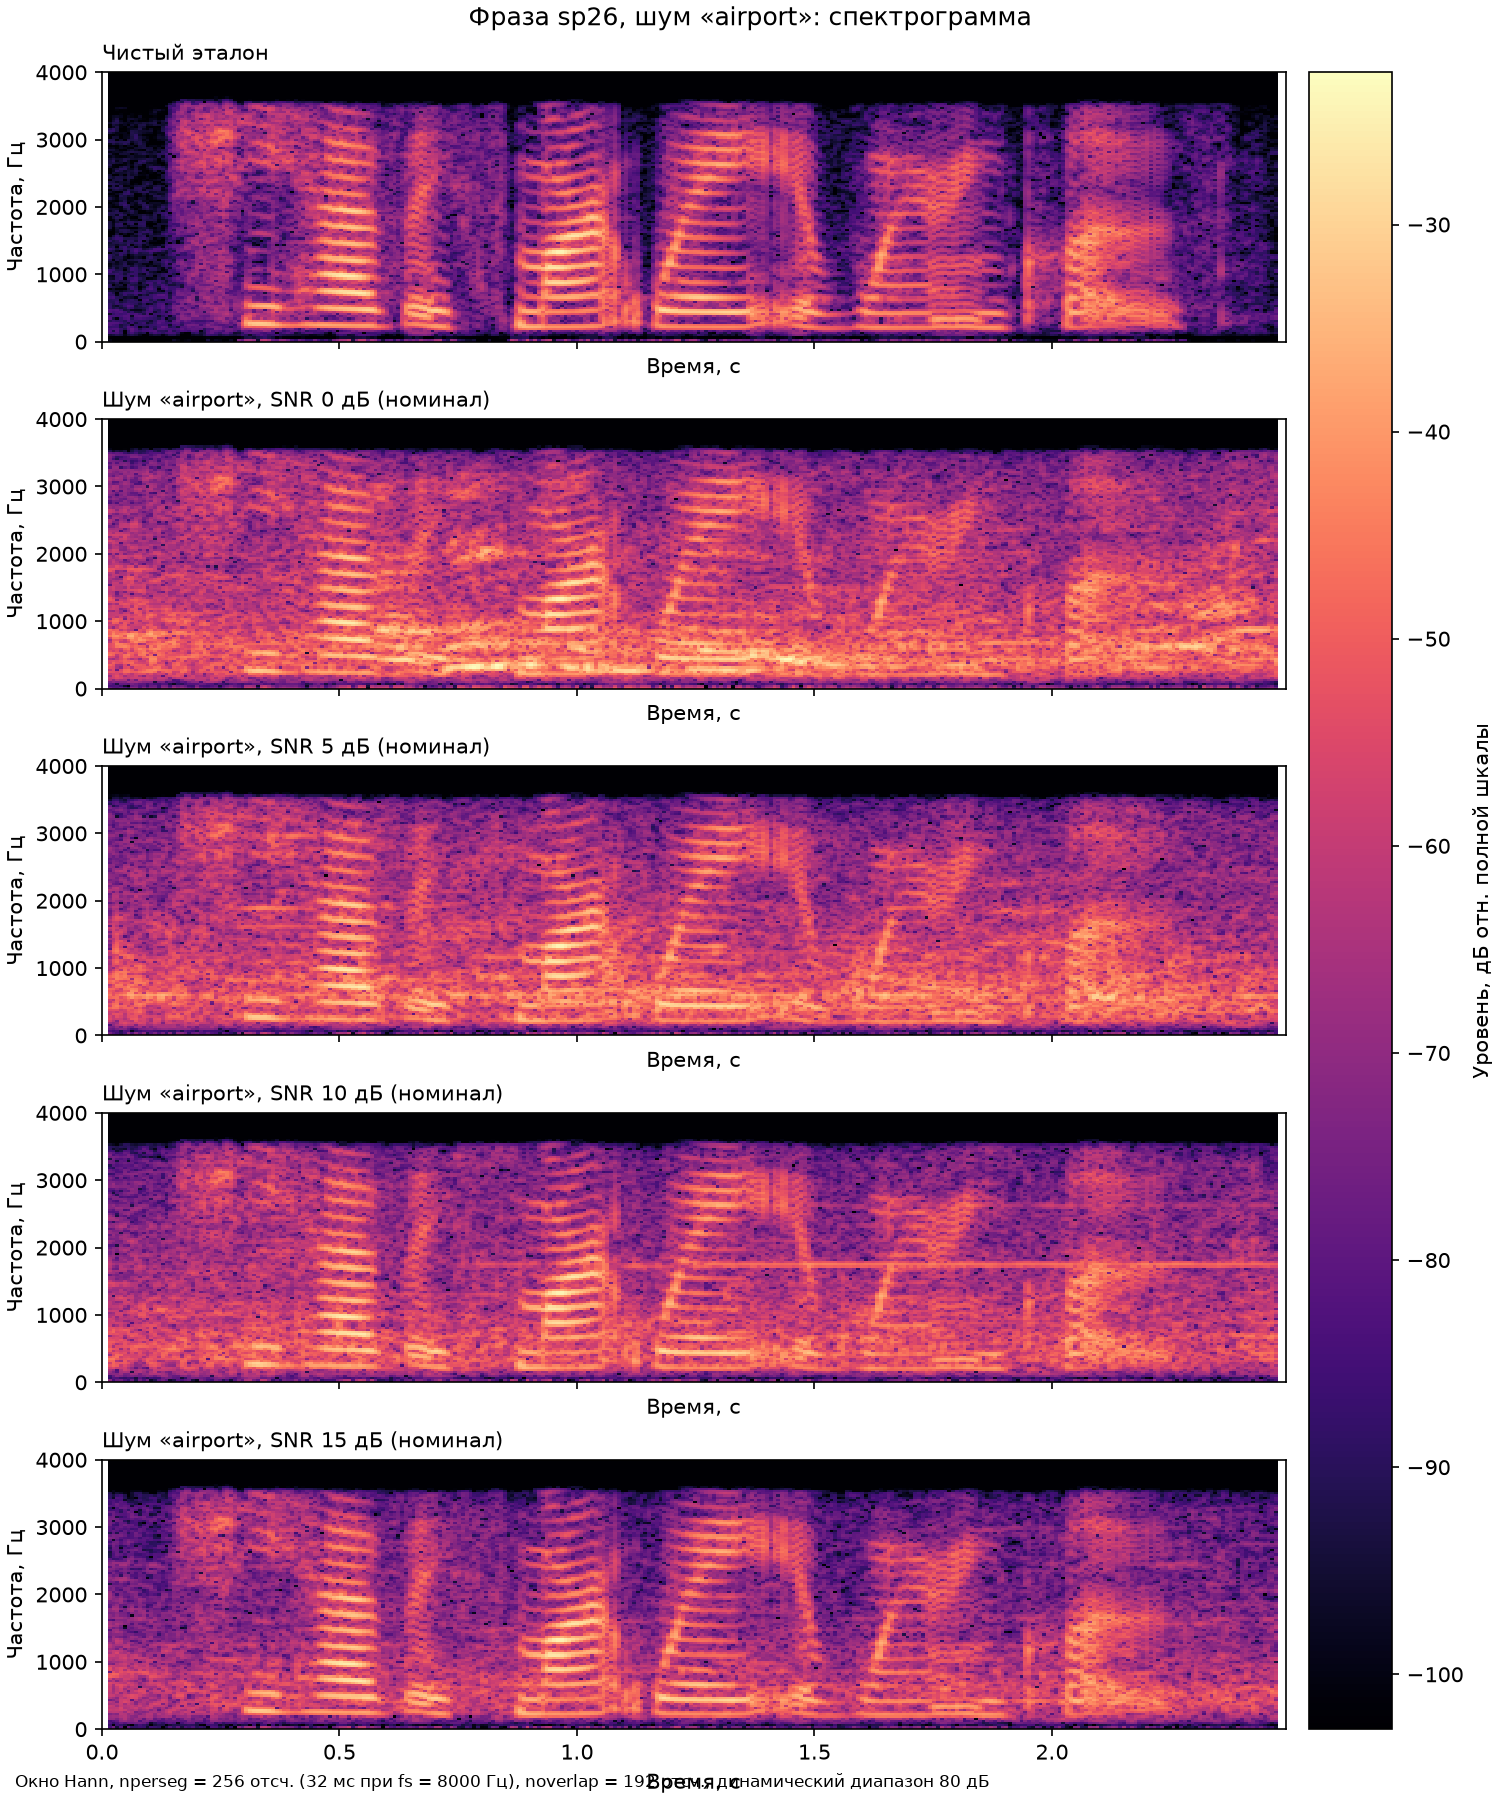 Фраза sp26, шум «airport»: спектрограмма
Чистый эталон
4000
3000
2000
1000
0
Частота, Гц
Время, с
Шум «airport», SNR 0 дБ (номинал)
4000
3000
2000
1000
0
Частота, Гц
Время, с
Шум «airport», SNR 5 дБ (номинал)
4000
3000
2000
1000
0
Частота, Гц
Время, с
Шум «airport», SNR 10 дБ (номинал)
4000
3000
2000
1000
0
Частота, Гц
Время, с
Шум «airport», SNR 15 дБ (номинал)
4000
3000
2000
1000
0
Частота, Гц
0.0 0.5 1.0 1.5 2.0
Время, с
Окно Hann, nperseg = 256 отсч. (32 мс при fs = 8000 Гц), noverlap = 192 динамический диапазон 80 дБ
−30
−40
−50
−60
−70
−80
−90
−100
Уровень, дБ отн. полной шкалы